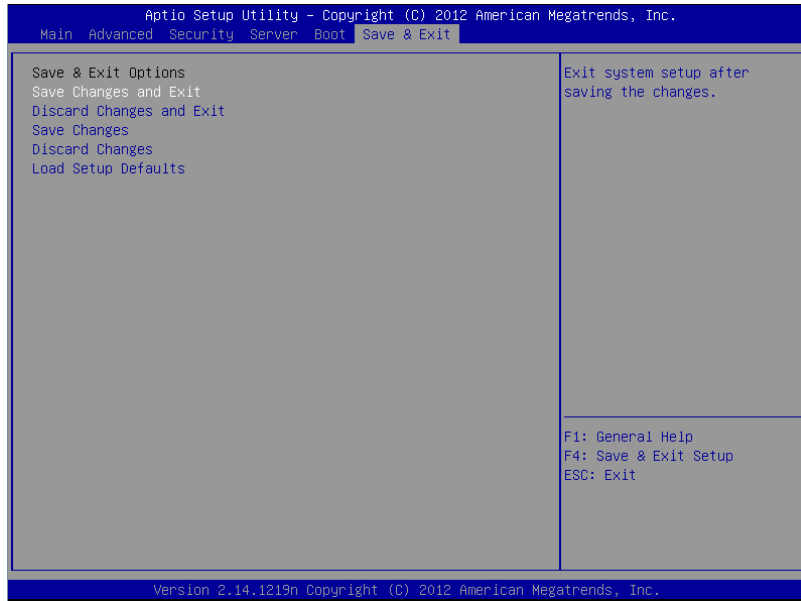 Aptio Setup Utility – Copyright (C) 2012 American Megatrends, Inc.
Main Advanced Security Server Boot Save & Exit
Save & Exit Options
Save Changes and Exit
Discard Changes and Exit
Save Changes
Discard Changes
Load Setup Defaults
Exit system setup after
saving the changes.
F1: General Help
F4: Save & Exit Setup
ESC: Exit
Version 2.14.1219n Copyright (C) 2012 American Megatrends, Inc.